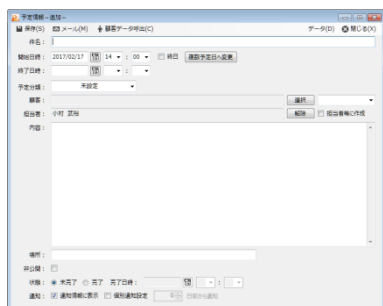 予定情報－追加－
保存(S) メール(M) 顧客データ呼出(C) データ(D) 閉じる(X)
件名：
開始日時： 2017/02/17 14 ： 00 終日 複数予定日へ変更
終了日時： ：
予定分類： 未設定
顧客： 選択
担当者： 小村 武裕 解除 担当者毎に作成
内容：
場所：
非公開：
状態： 未完了 完了 完了日時： ：
通知： 通知情報に表示 個別通知設定 0 日前から通知